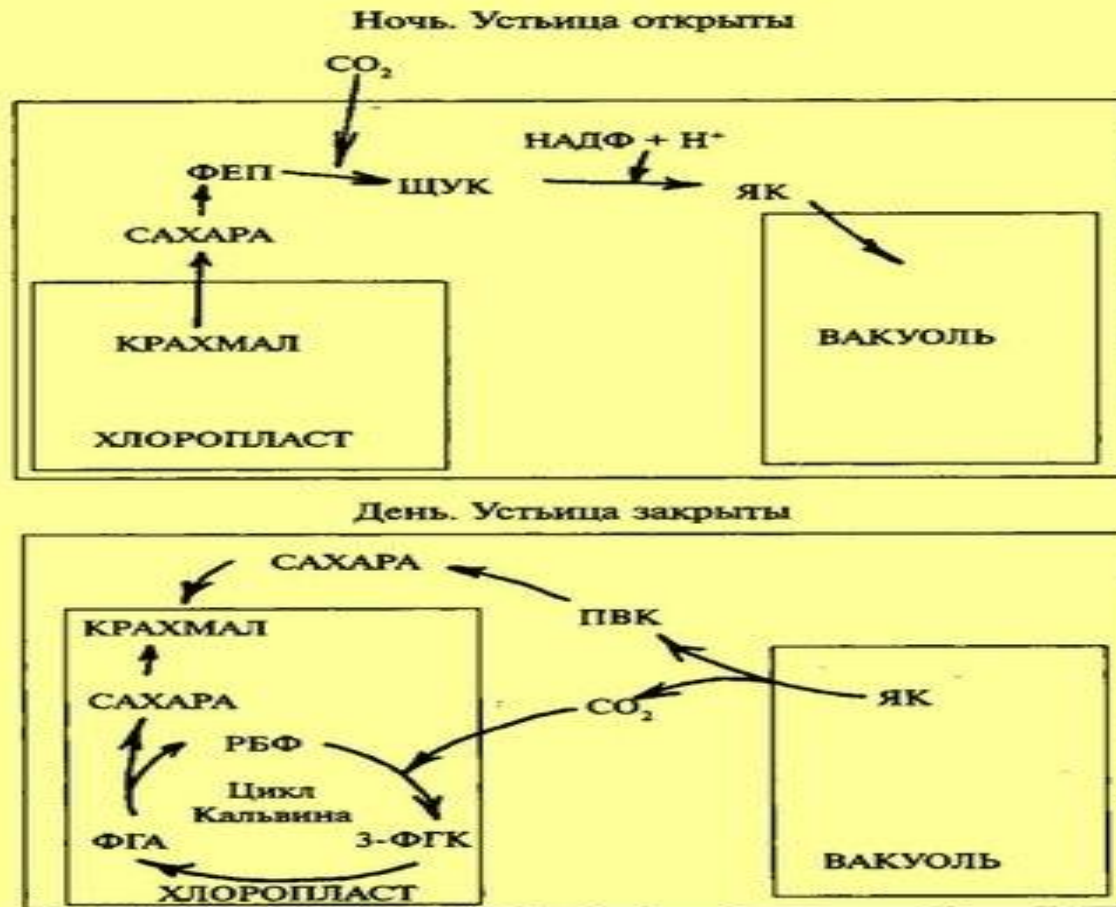 Ночь. Устьица открыты
CO₂
НАДФ + Н⁺
ФЕП
ЩУК
ЯК
САХАРА
КРАХМАЛ
ВАКУОЛЬ
ХЛОРОПЛАСТ
День. Устьица закрыты
САХАРА
ПВК
КРАХМАЛ
САХАРА
CO₂
ЯК
РБФ
Цикл
Кальвина
ФГА
3-ФГК
ВАКУОЛЬ
ХЛОРОПЛАСТ